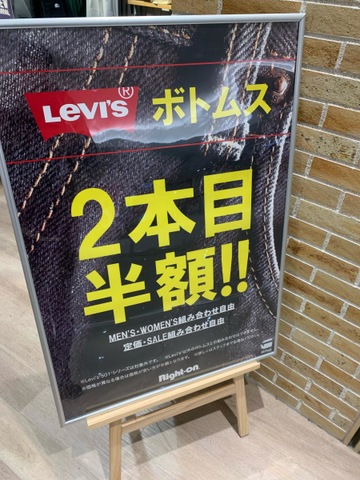 LEVI'S® ボトムス
2本目
半額!!
MEN'S・WOMEN'S組み合わせ自由
定価・SALE組み合わせ自由
Right-on